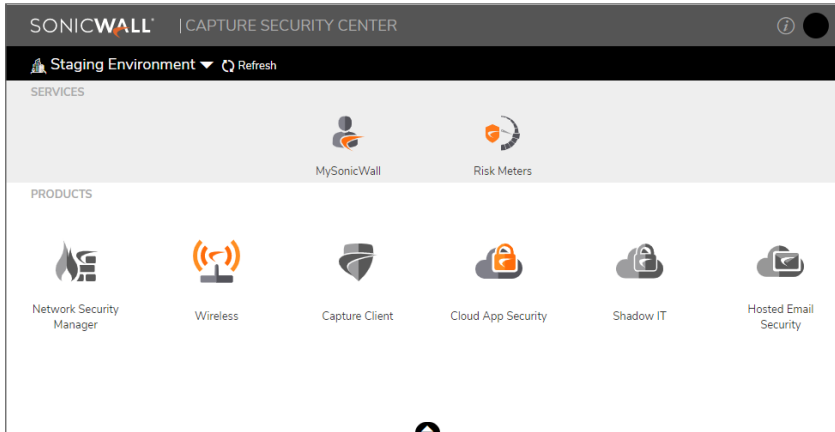 SONICWALL | CAPTURE SECURITY CENTER
Staging Environment Refresh
SERVICES
MySonicWall Risk Meters
PRODUCTS
Network Security Manager
Wireless
Capture Client
Cloud App Security
Shadow IT
Hosted Email Security